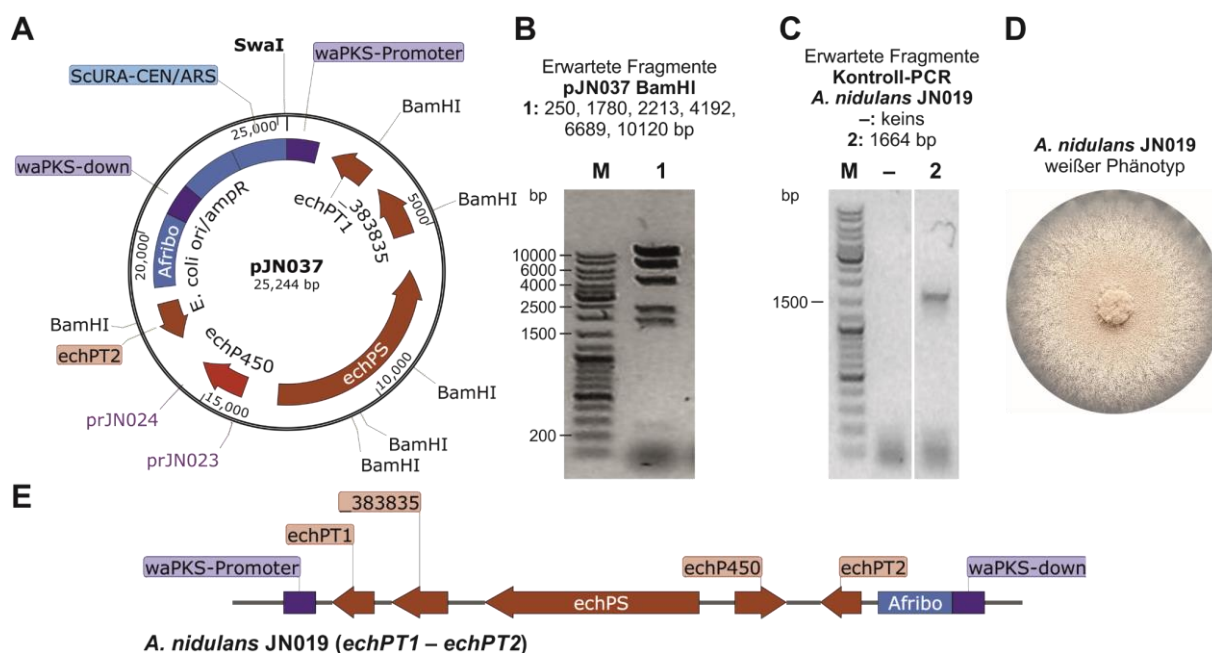 A
SwaI
waPKS-Promoter
ScURA-CEN/ARS
BamHI
25,000
waPKS-down
echPT1
_383835
5000
BamHI
E. coli ori/ampR
Afribo
20,000
pJN037
25,244 bp
BamHI
echPT2
echP450
echPS
10,000
BamHI
15,000
prJN024
prJN023
BamHI
BamHI
B
Erwartete Fragmente
pJN037 BamHI
1: 250, 1780, 2213, 4192,
6689, 10120 bp
M 1
bp
10000
6000
4000
2500
1500
200
C
Erwartete Fragmente
Kontroll-PCR
A. nidulans JN019
–: keins
2: 1664 bp
M – 2
bp
1500
D
A. nidulans JN019
weißer Phänotyp
E
_383835
echPT1
waPKS-Promoter
echP450
echPT2
waPKS-down
echPS
Afribo
A. nidulans JN019 (echPT1 – echPT2)